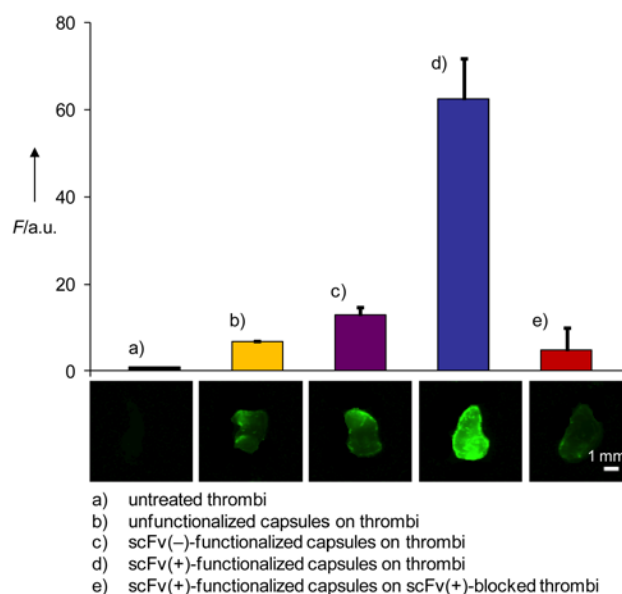 80
d)
60
40
F/a.u.
20
c)
b)
e)
a)
0
1 mm
a) untreated thrombi
b) unfunctionalized capsules on thrombi
c) scFv(–)-functionalized capsules on thrombi
d) scFv(+)-functionalized capsules on thrombi
e) scFv(+)-functionalized capsules on scFv(+)-blocked thrombi